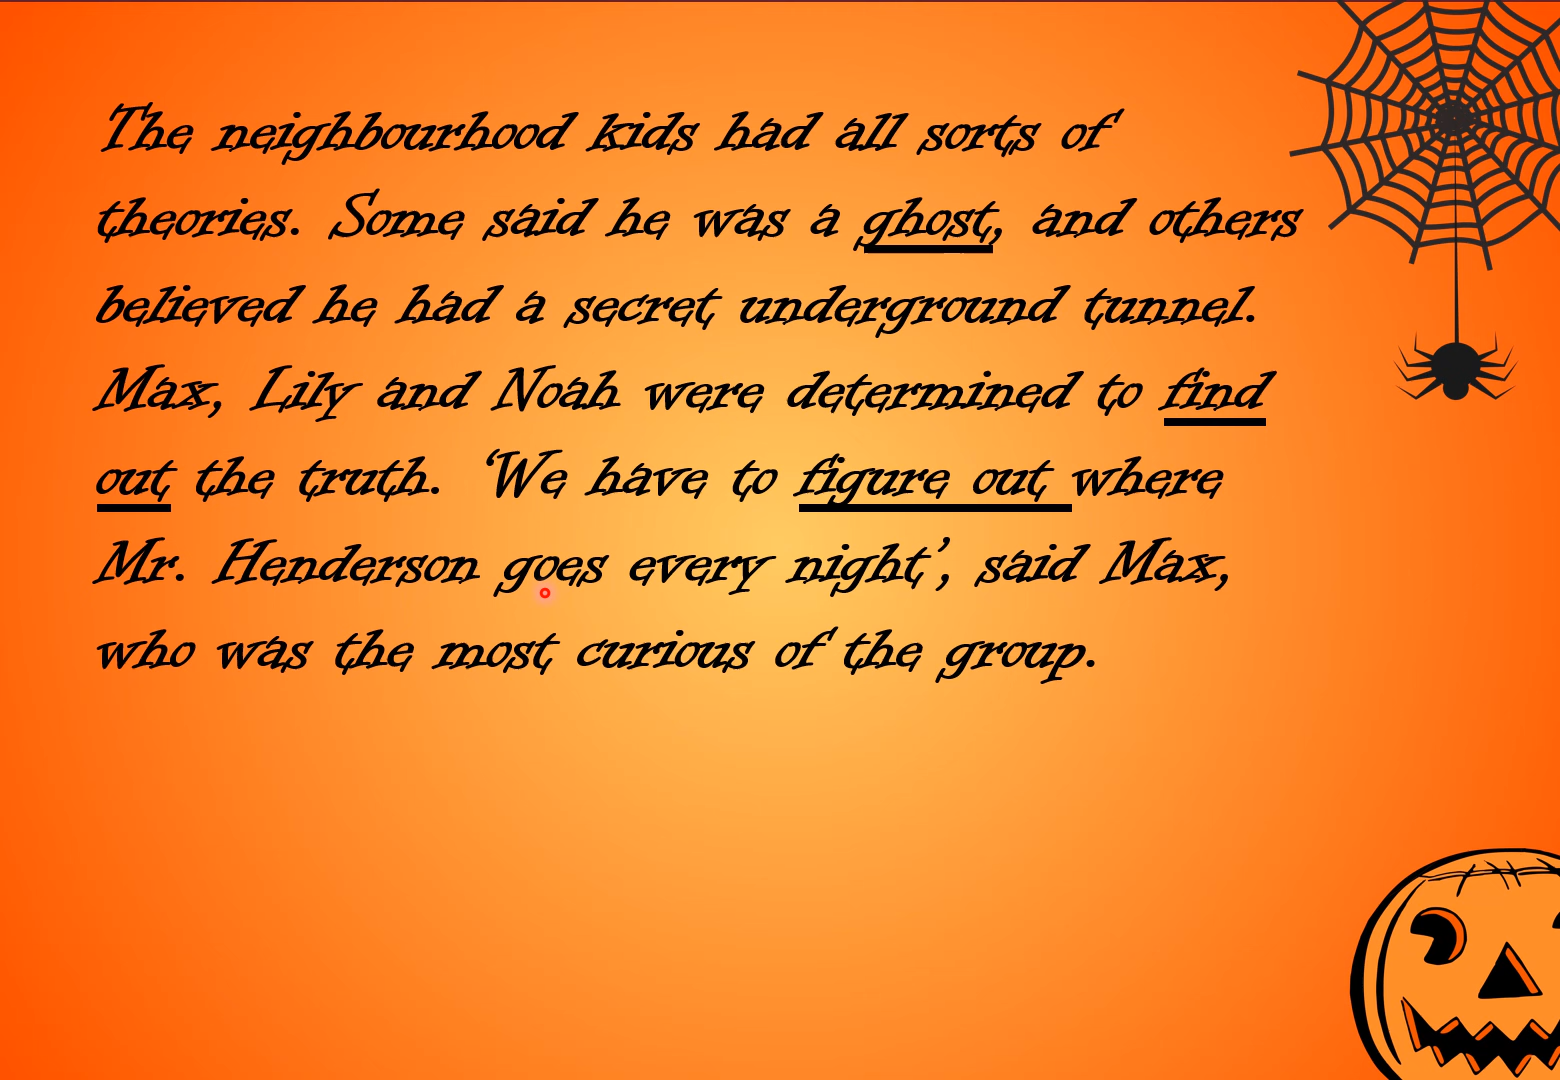 The neighbourhood kids had all sorts of
theories. Some said he was a ghost, and others
believed he had a secret underground tunnel.
Max, Lily and Noah were determined to find
out the truth. ‘We have to figure out where
Mr. Henderson goes every night’, said Max,
who was the most curious of the group.